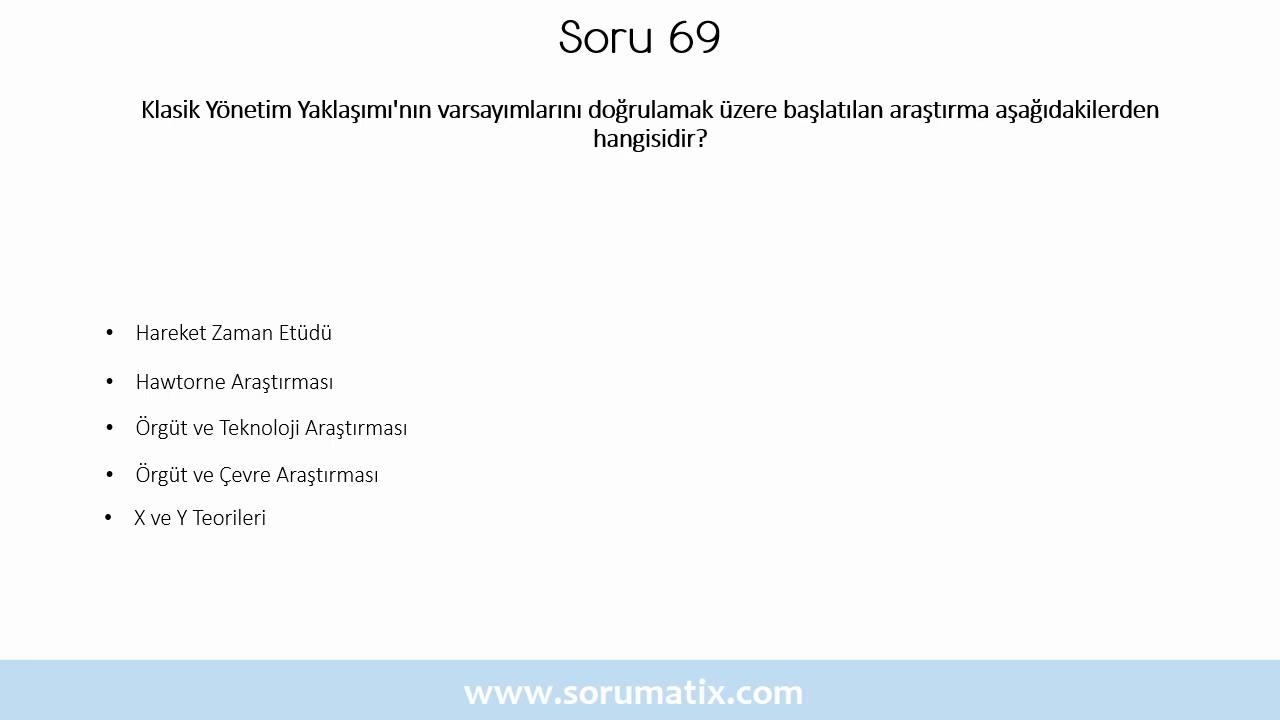 Soru 69
Klasik Yönetim Yaklaşımı'nın varsayımlarını doğrulamak üzere başlatılan araştırma aşağıdakilerden
hangisidir?
• Hareket Zaman Etüdü
• Hawtorne Araştırması
• Örgüt ve Teknoloji Araştırması
• Örgüt ve Çevre Araştırması
• X ve Y Teorileri
www.sorumatix.com